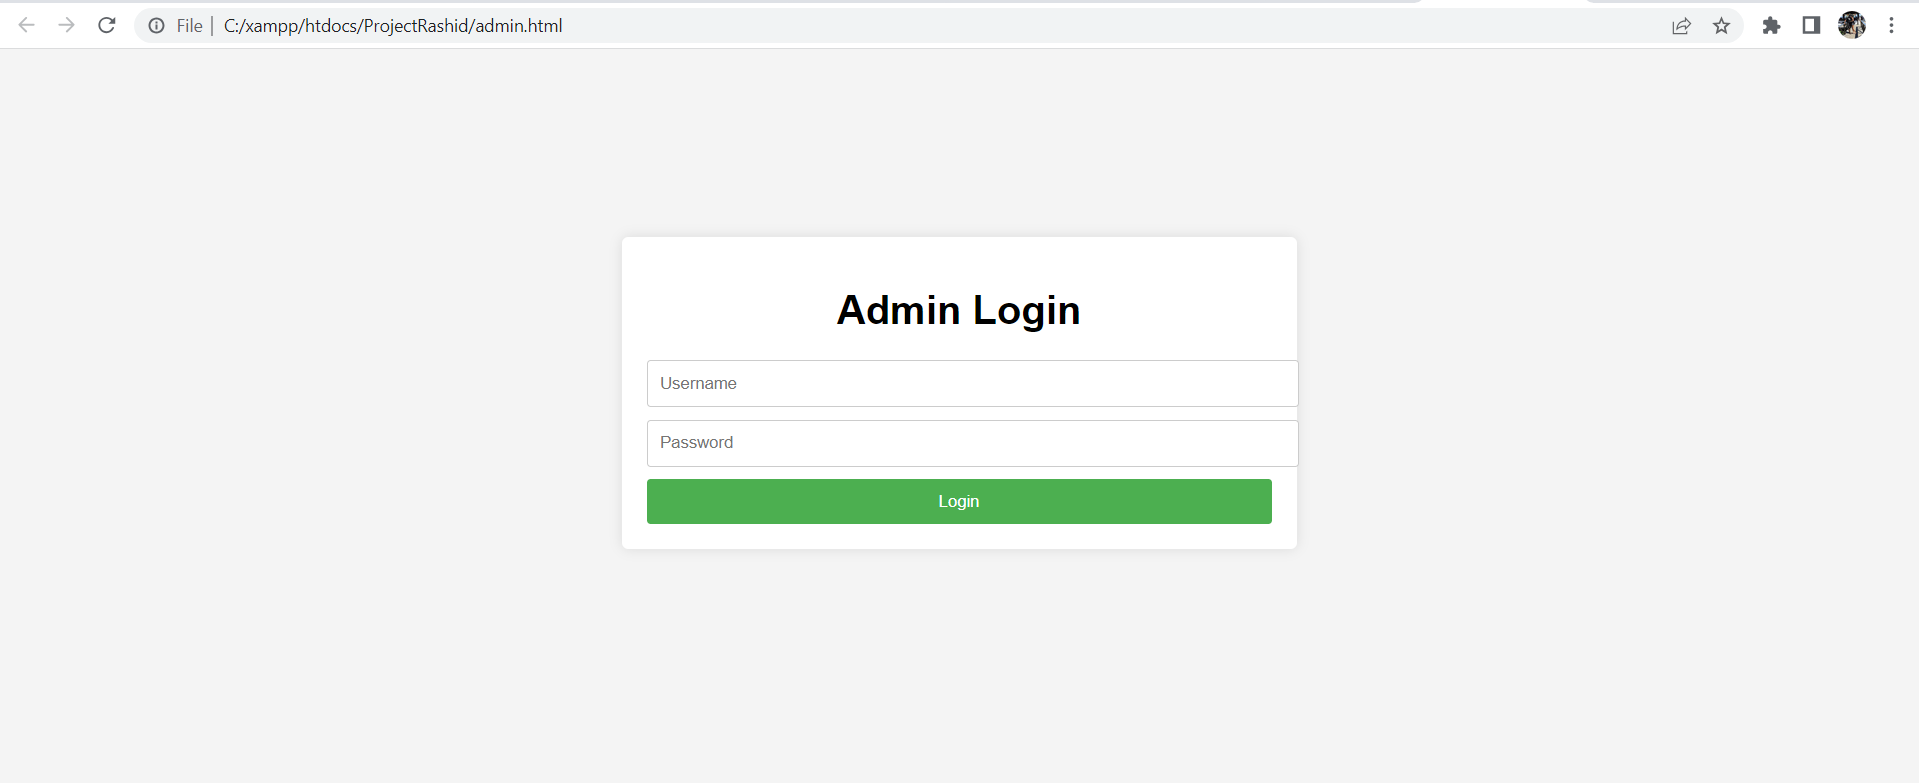 File | C:/xampp/htdocs/ProjectRashid/admin.html
Admin Login
Username
Password
Login